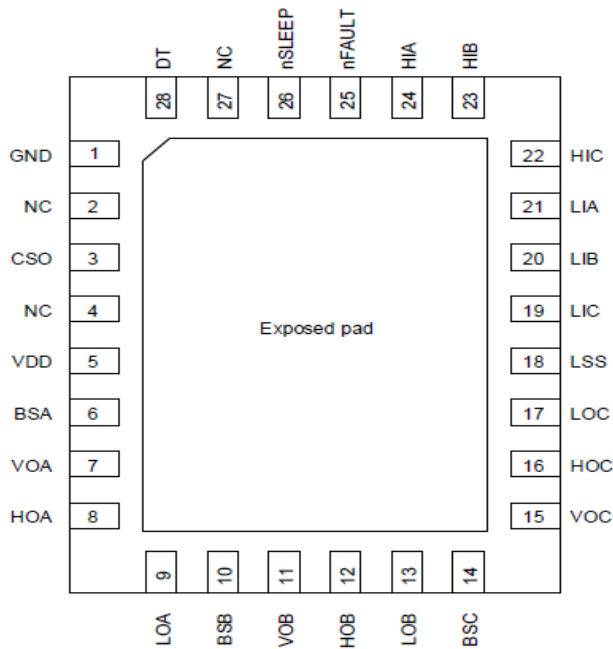 DT NC nSLEEP nFAULT HIA HIB
28 27 26 25 24 23
GND 1 22 HIC
NC 2 21 LIA
CSO 3 20 LIB
NC 4 19 LIC
Exposed pad
VDD 5 18 LSS
BSA 6 17 LOC
VOA 7 16 HOC
HOA 8 15 VOC
9 10 11 12 13 14
LOA BSB VOB HOB LOB BSC